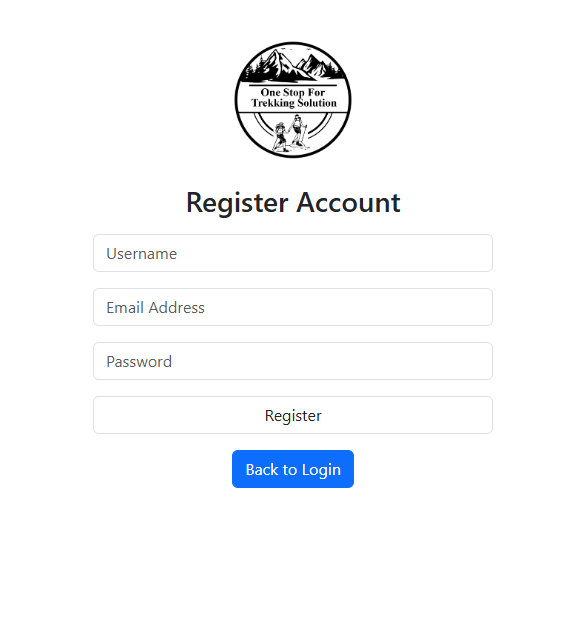 One Stop For
Trekking Solution
Register Account
Username
Email Address
Password
Register
Back to Login